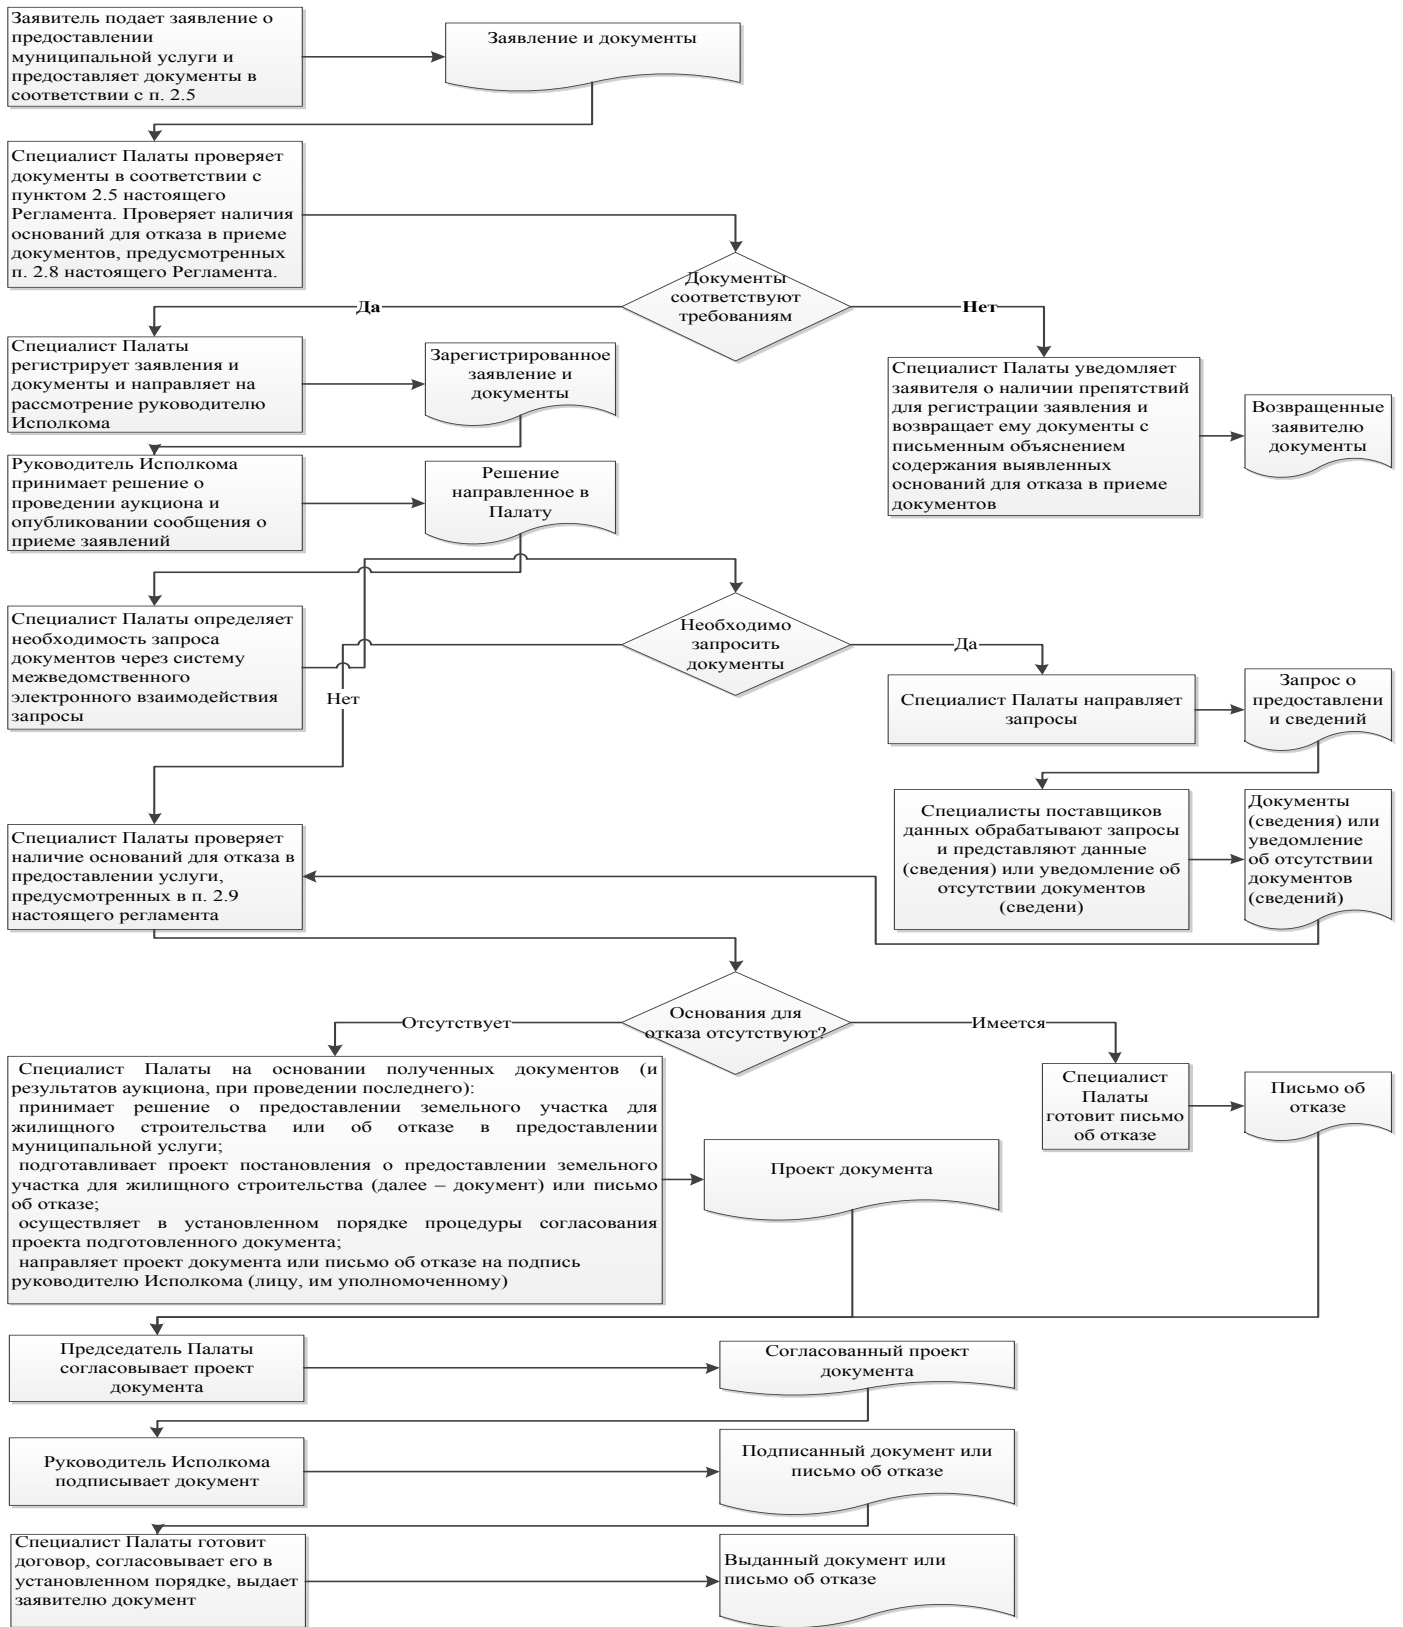 Заявитель подает заявление о
предоставлении
муниципальной услуги и
предоставляет документы в
соответствии с п. 2.5
Заявление и документы
Специалист Палаты проверяет
документы в соответствии с
пунктом 2.5 настоящего
Регламента. Проверяет наличия
оснований для отказа в приеме
документов, предусмотренных
п. 2.8 настоящего Регламента.
Документы
соответствуют
требованиям
Да
Нет
Специалист Палаты
регистрирует заявления и
документы и направляет на
рассмотрение руководителю
Исполкома
Зарегистрированное
заявление и
документы
Специалист Палаты уведомляет
заявителя о наличии препятствий
для регистрации заявления и
возвращает ему документы с
письменным объяснением
содержания выявленных
оснований для отказа в приеме
документов
Возвращенные
заявителю
документы
Руководитель Исполкома
принимает решение о
проведении аукциона и
опубликовании сообщения о
приеме заявлений
Решение
направленное в
Палату
Специалист Палаты определяет
необходимость запроса
документов через систему
межведомственного
электронного взаимодействия
запросы
Необходимо
запросить
документы
Да
Нет
Специалист Палаты направляет
запросы
Запрос о
предоставлени
и сведений
Специалисты поставщиков
данных обрабатывают запросы
и представляют данные
(сведения) или уведомление об
отсутствии документов
(сведени)
Документы
(сведения) или
уведомление
об отсутствии
документов
(сведений)
Специалист Палаты проверяет
наличие оснований для отказа в
предоставлении услуги,
предусмотренных в п. 2.9
настоящего регламента
Основания для
отказа отсутствуют?
Отсутствует
Имеется
Специалист Палаты на основании полученных документов (и
результатов аукциона, при проведении последнего):
принимает решение о предоставлении земельного участка для
жилищного строительства или об отказе в предоставлении
муниципальной услуги;
подготавливает проект постановления о предоставлении земельного
участка для жилищного строительства (далее – документ) или письмо
об отказе;
осуществляет в установленном порядке процедуры согласования
проекта подготовленного документа;
направляет проект документа или письмо об отказе на подпись
руководителю Исполкома (лицу, им уполномоченному)
Проект документа
Специалист
Палаты
готовит письмо
об отказе
Письмо об
отказе
Председатель Палаты
согласовывает проект
документа
Согласованный проект
документа
Руководитель Исполкома
подписывает документ
Подписанный документ или
письмо об отказе
Специалист Палаты готовит
договор, согласовывает его в
установленном порядке, выдает
заявителю документ
Выданный документ или
письмо об отказе